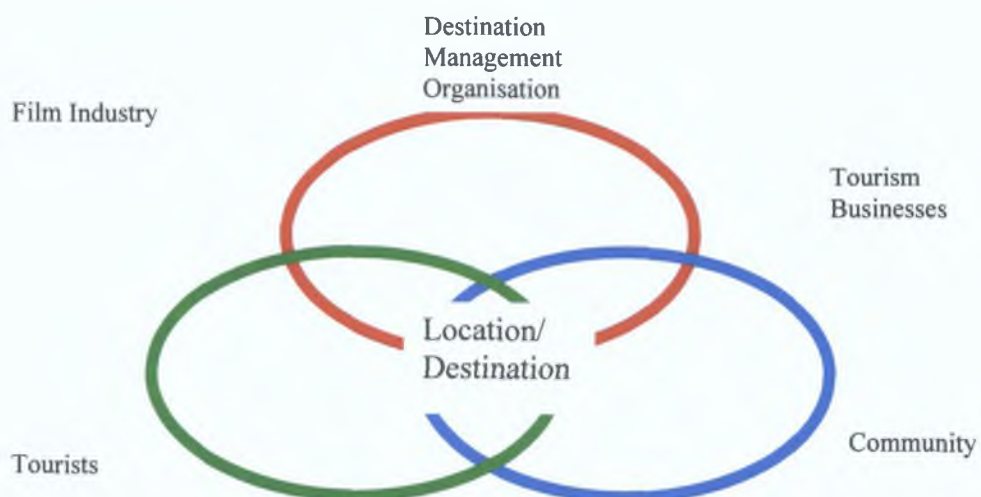 Destination
Management
Organisation
Film Industry
Tourism
Businesses
Location/
Destination
Community
Tourists